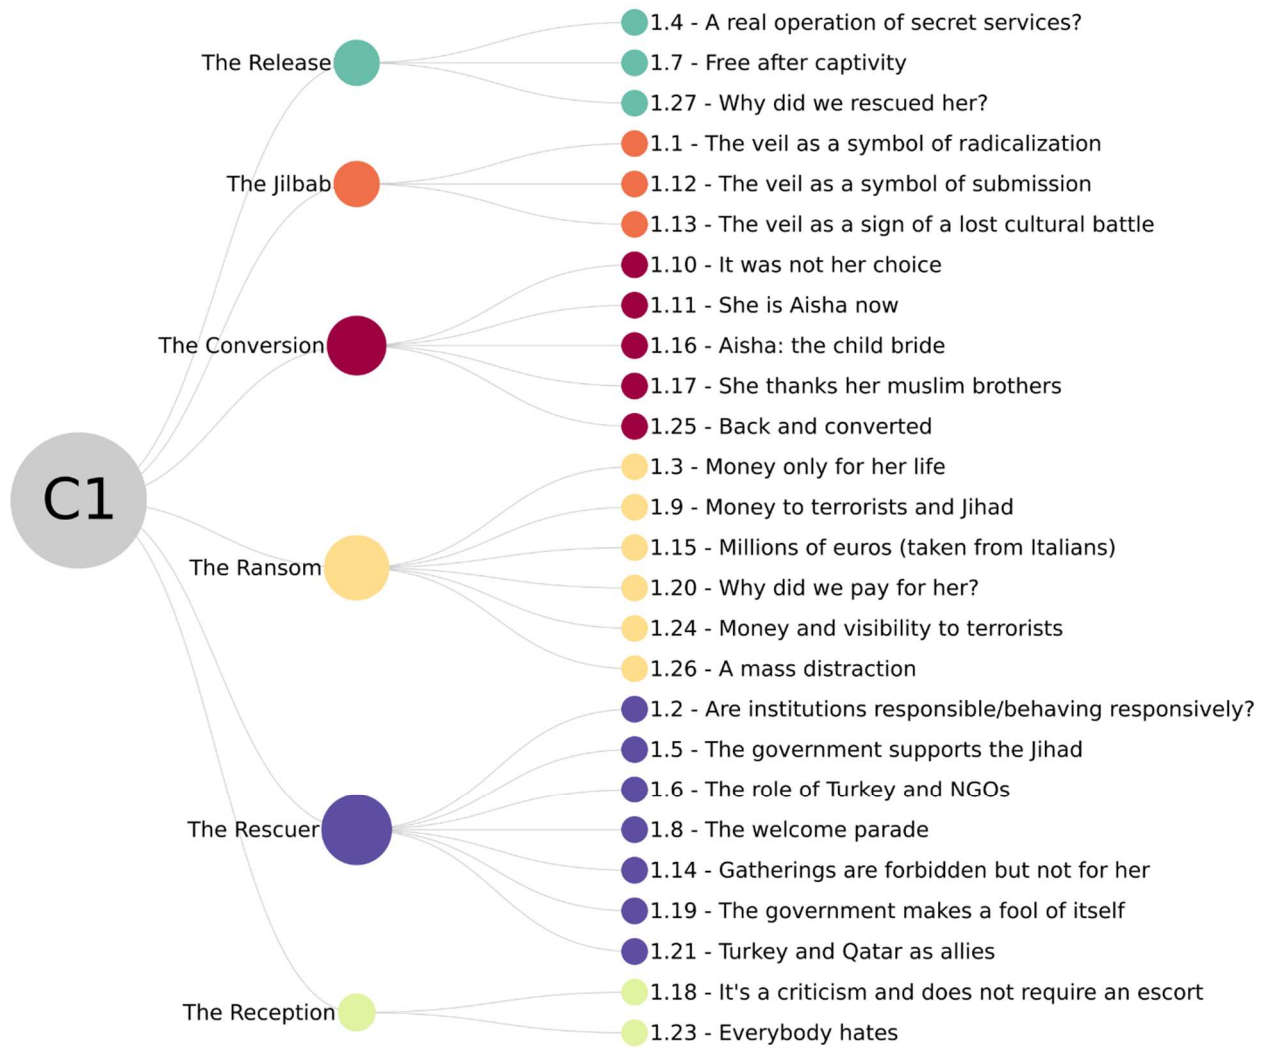 C1
The Release
1.4 - A real operation of secret services?
1.7 - Free after captivity
1.27 - Why did we rescued her?
The Jilbab
1.1 - The veil as a symbol of radicalization
1.12 - The veil as a symbol of submission
1.13 - The veil as a sign of a lost cultural battle
The Conversion
1.10 - It was not her choice
1.11 - She is Aisha now
1.16 - Aisha: the child bride
1.17 - She thanks her muslim brothers
1.25 - Back and converted
The Ransom
1.3 - Money only for her life
1.9 - Money to terrorists and Jihad
1.15 - Millions of euros (taken from Italians)
1.20 - Why did we pay for her?
1.24 - Money and visibility to terrorists
1.26 - A mass distraction
The Rescuer
1.2 - Are institutions responsible/behaving responsively?
1.5 - The government supports the Jihad
1.6 - The role of Turkey and NGOs
1.8 - The welcome parade
1.14 - Gatherings are forbidden but not for her
1.19 - The government makes a fool of itself
1.21 - Turkey and Qatar as allies
The Reception
1.18 - It's a criticism and does not require an escort
1.23 - Everybody hates